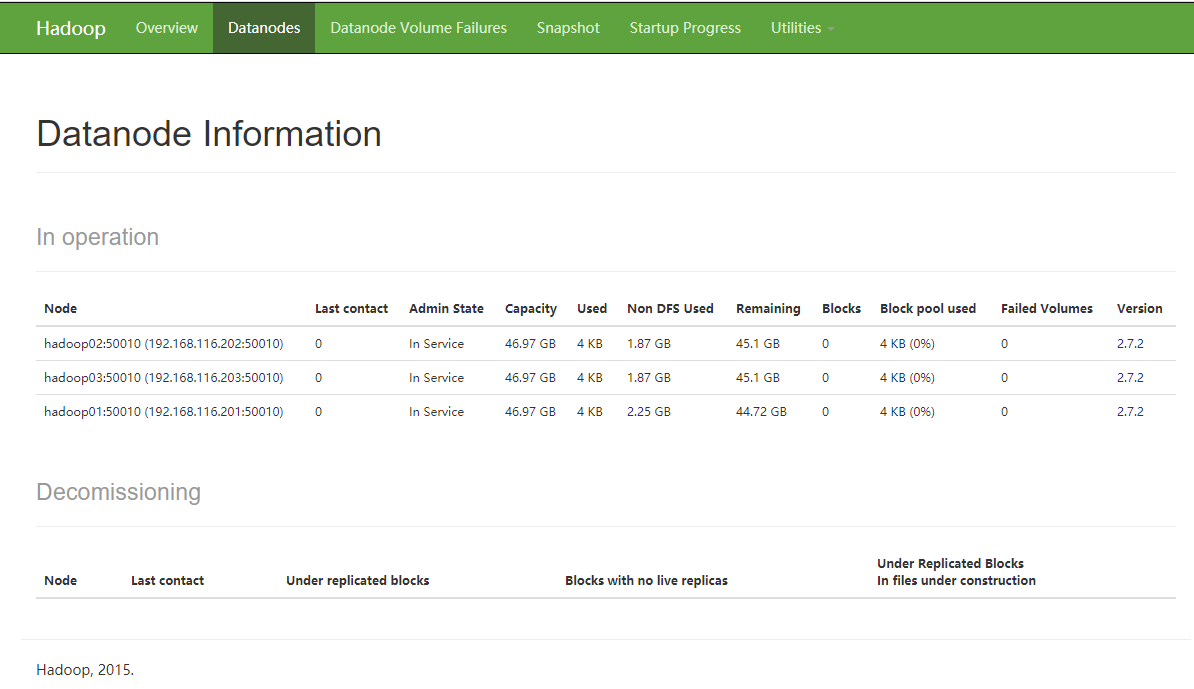 Hadoop Overview Datanodes Datanode Volume Failures Snapshot Startup Progress Utilities
Datanode Information
In operation
Node Last contact Admin State Capacity Used Non DFS Used Remaining Blocks Block pool used Failed Volumes Version
hadoop02:50010 (192.168.116.202:50010) 0 In Service 46.97 GB 4 KB 1.87 GB 45.1 GB 0 4 KB (0%) 0 2.7.2
hadoop03:50010 (192.168.116.203:50010) 0 In Service 46.97 GB 4 KB 1.87 GB 45.1 GB 0 4 KB (0%) 0 2.7.2
hadoop01:50010 (192.168.116.201:50010) 0 In Service 46.97 GB 4 KB 2.25 GB 44.72 GB 0 4 KB (0%) 0 2.7.2
Decomissioning
Node Last contact Under replicated blocks Blocks with no live replicas Under Replicated Blocks
In files under construction
Hadoop, 2015.